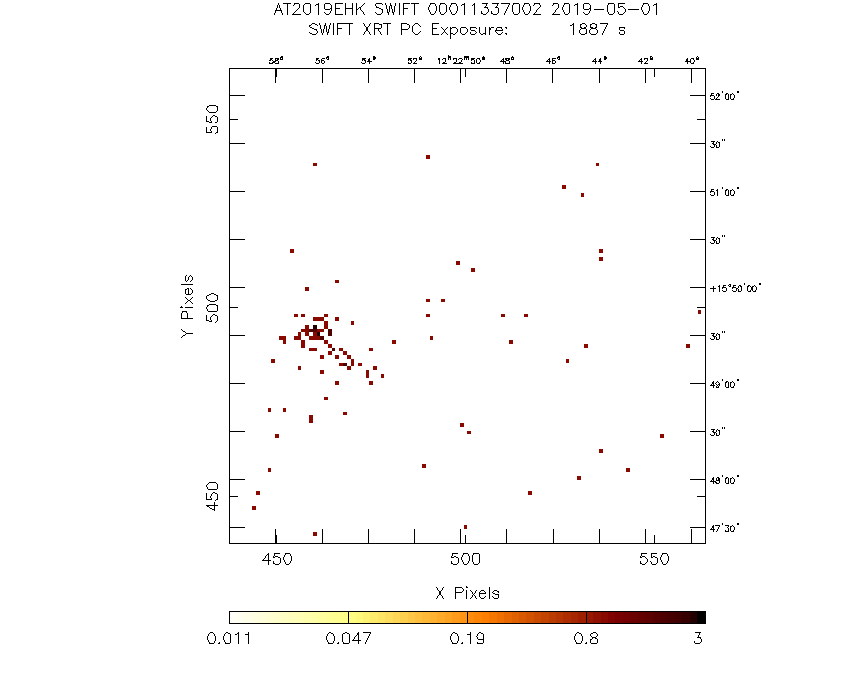 AT2019EHK SWIFT 00011337002 2019-05-01
SWIFT XRT PC Exposure: 1887 s
58ˢ 56ˢ 54ˢ 52ˢ 12ʰ22ᵐ50ˢ 48ˢ 46ˢ 44ˢ 42ˢ 40ˢ
52'00"
550
30"
51'00"
30"
+15°50'00"
500
Y Pixels
30"
49'00"
30"
48'00"
450
47'30"
450 500 550
X Pixels
0.011 0.047 0.19 0.8 3